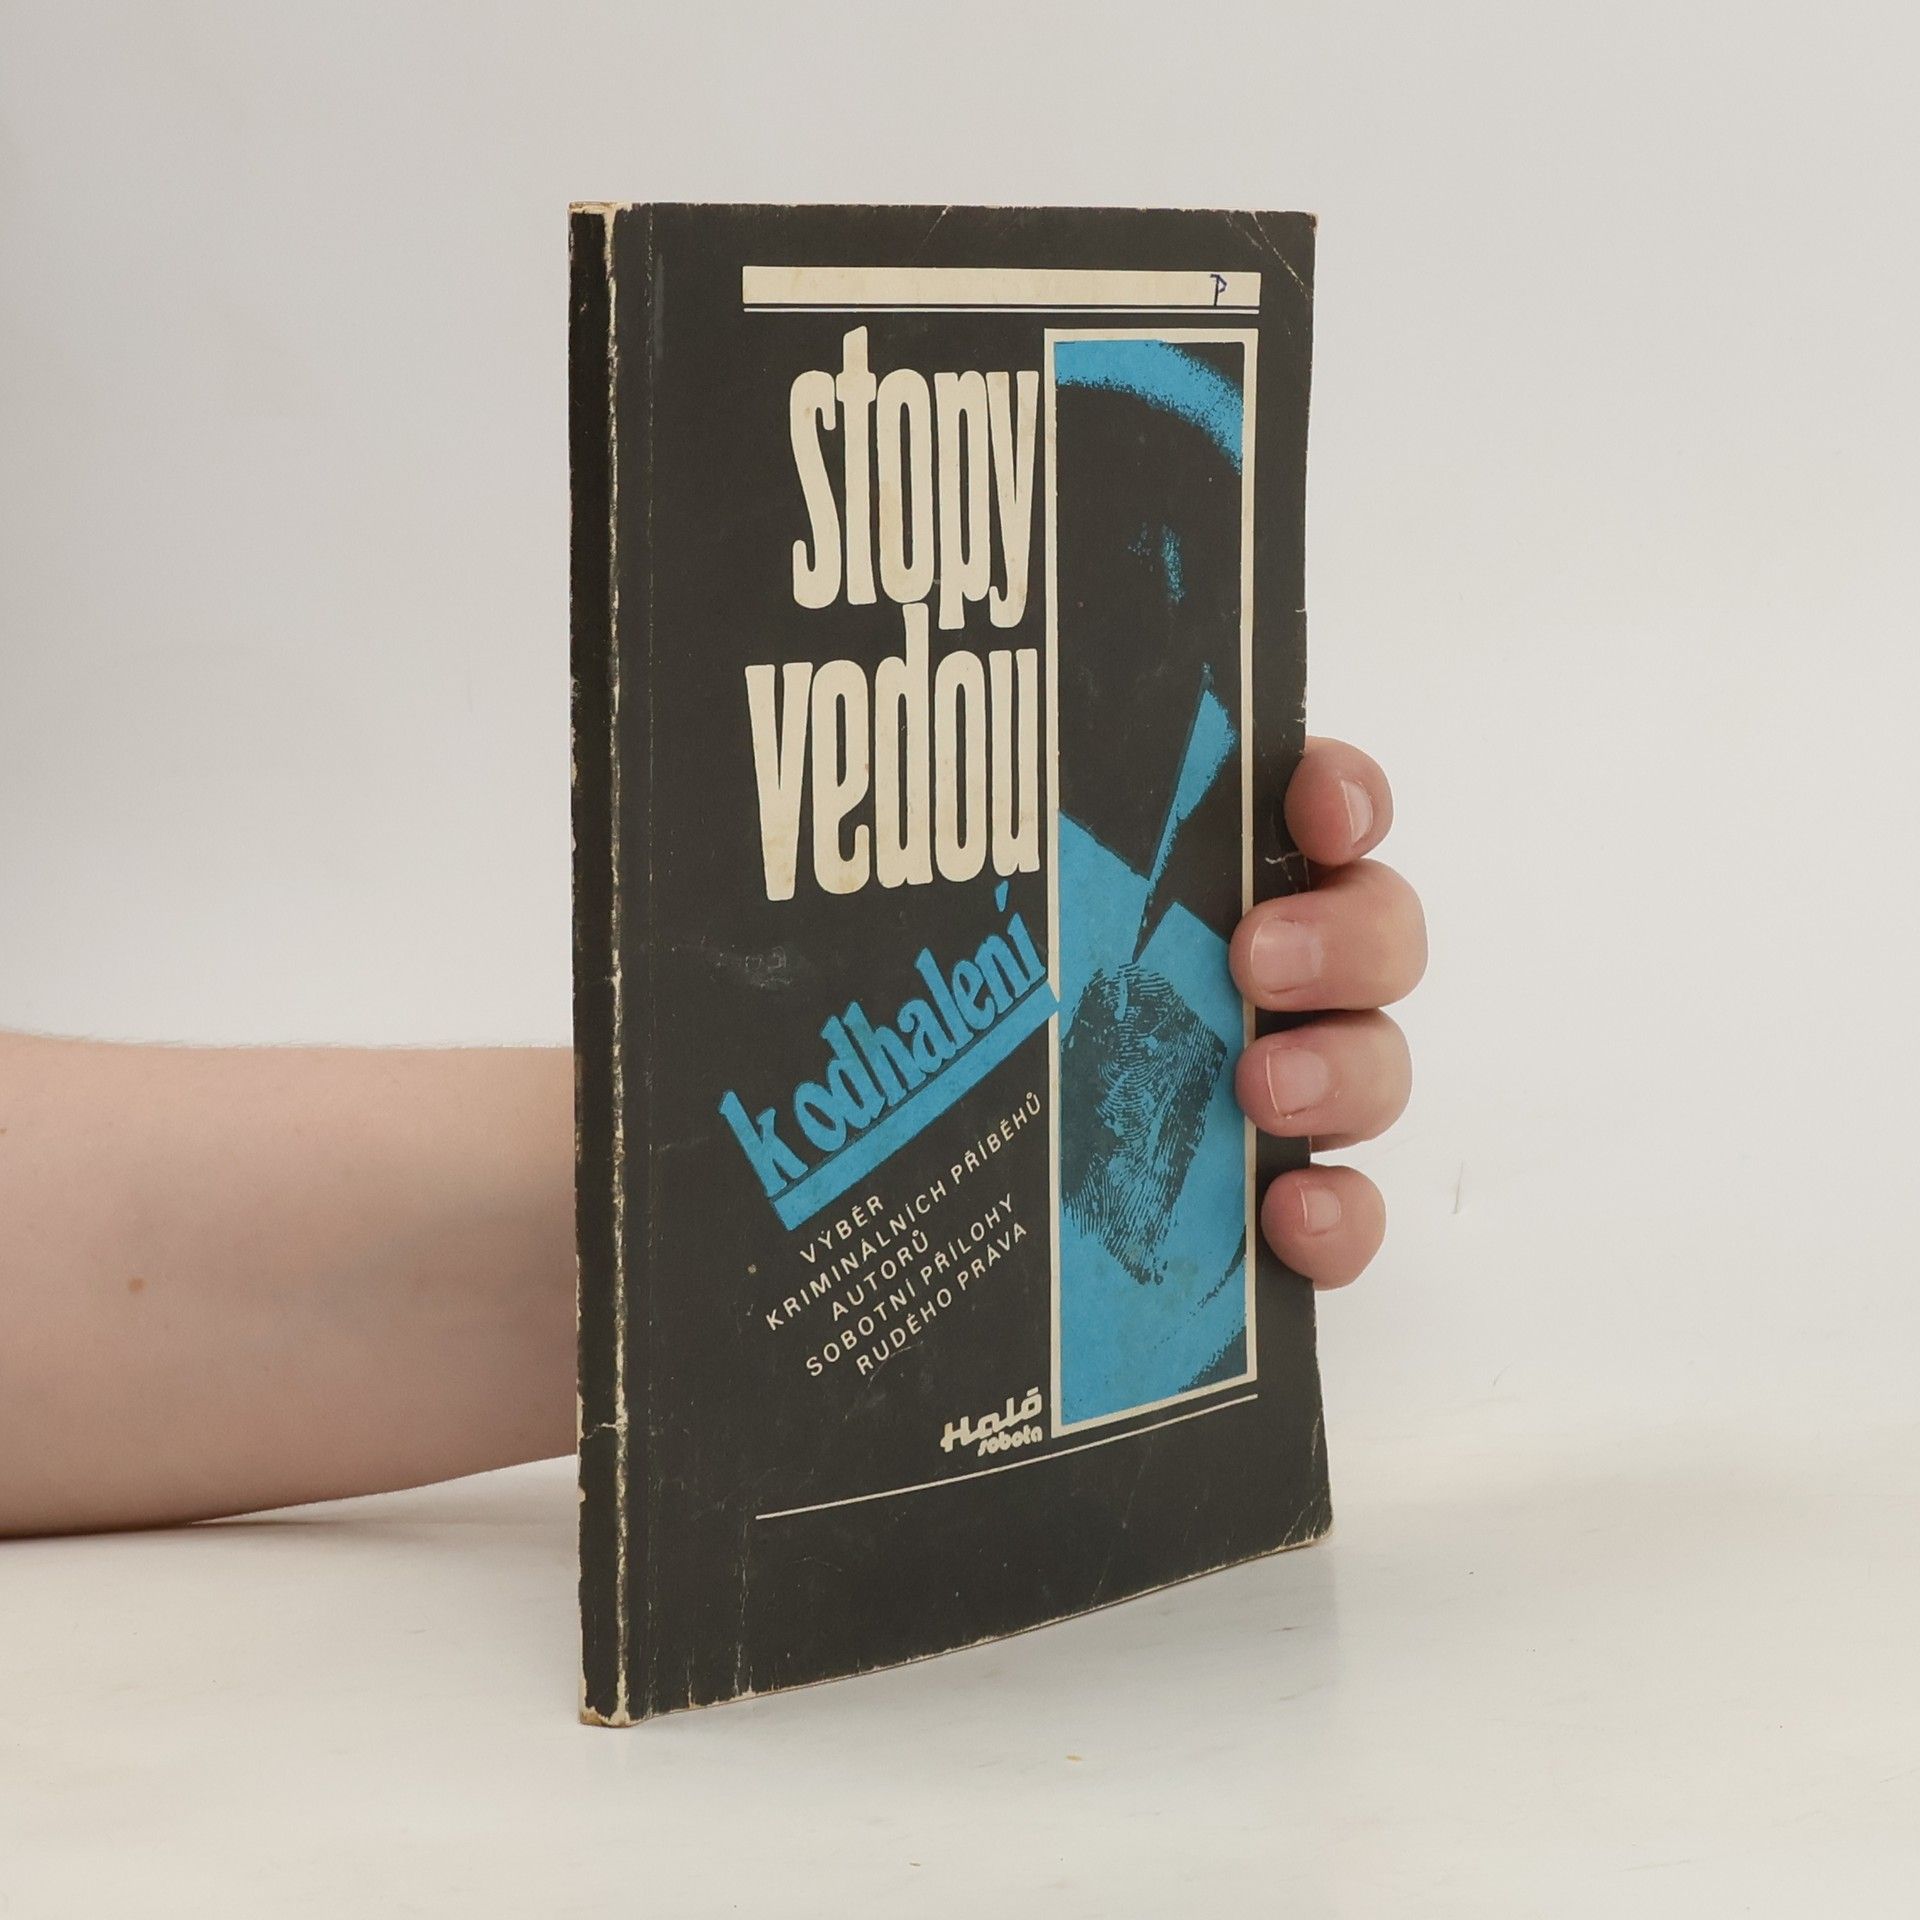 P
stopy
vedou
k odhalení
VÝBĚR
KRIMINÁLNÍCH PŘÍBĚHŮ
AUTORŮ
SOBOTNÍ PŘÍLOHY
RUDÉHO PRÁVA
Haló
sobota